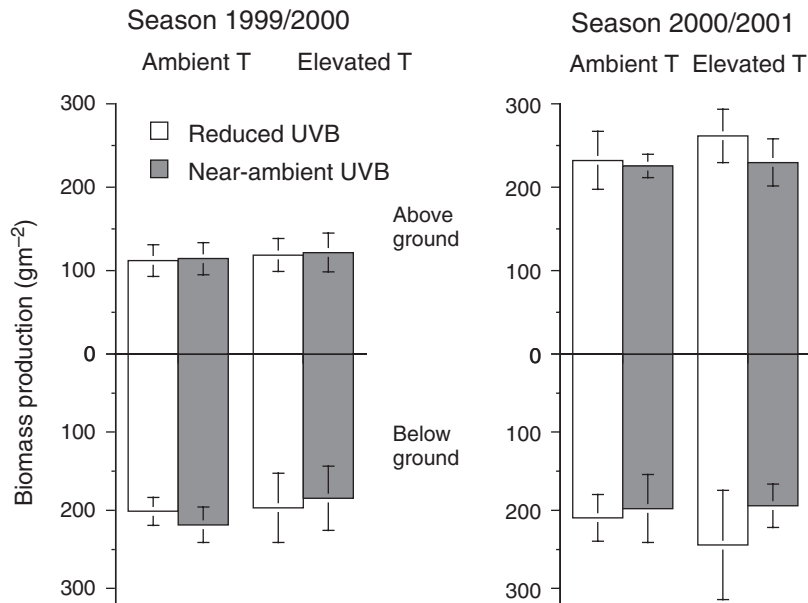 Season 1999/2000
Ambient T Elevated T
300
Reduced UVB
Near-ambient UVB
200
100
0
100
200
300
Biomass production (gm−2)
Above
ground
Below
ground
Season 2000/2001
Ambient T Elevated T
300
200
100
0
100
200
300